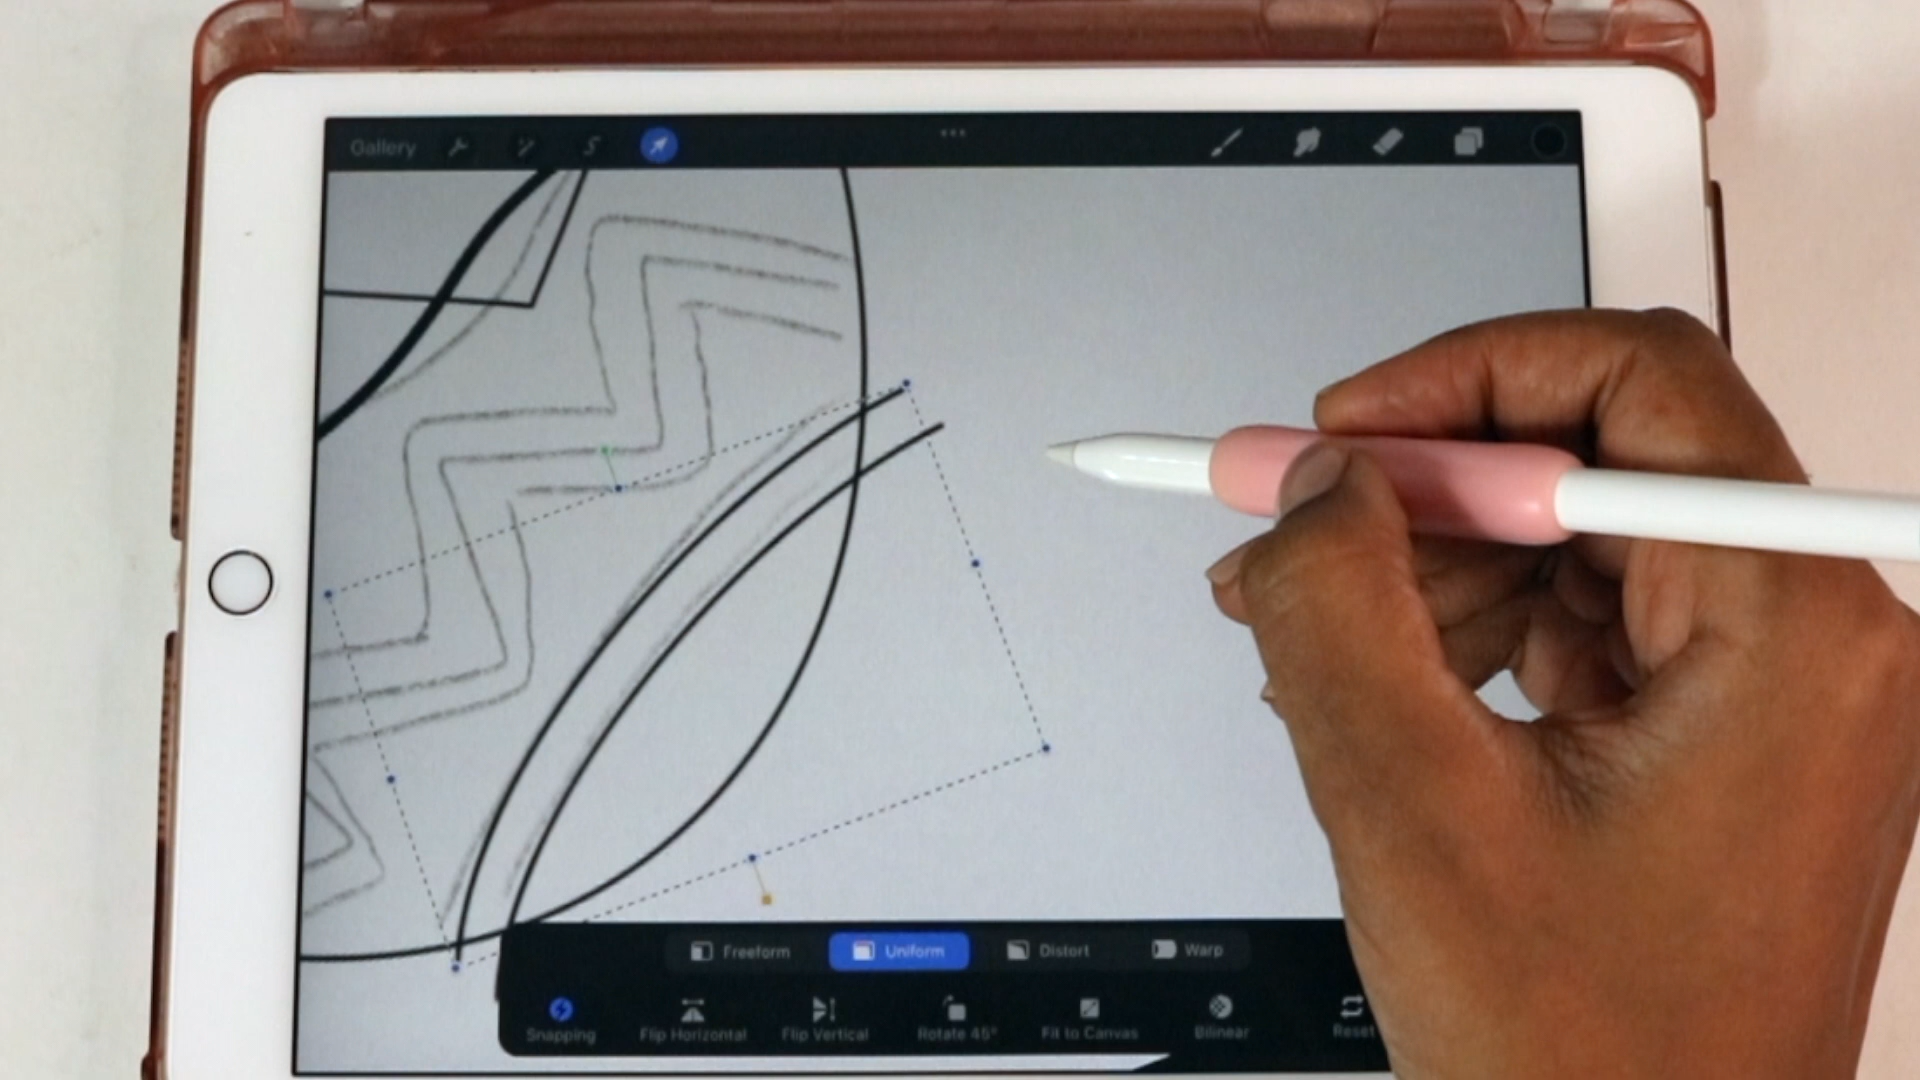 Gallery
Freeform Uniform Distort Warp
Snapping Flip Horizontal Flip Vertical Rotate 45° Fit to Canvas Bilinear Reset